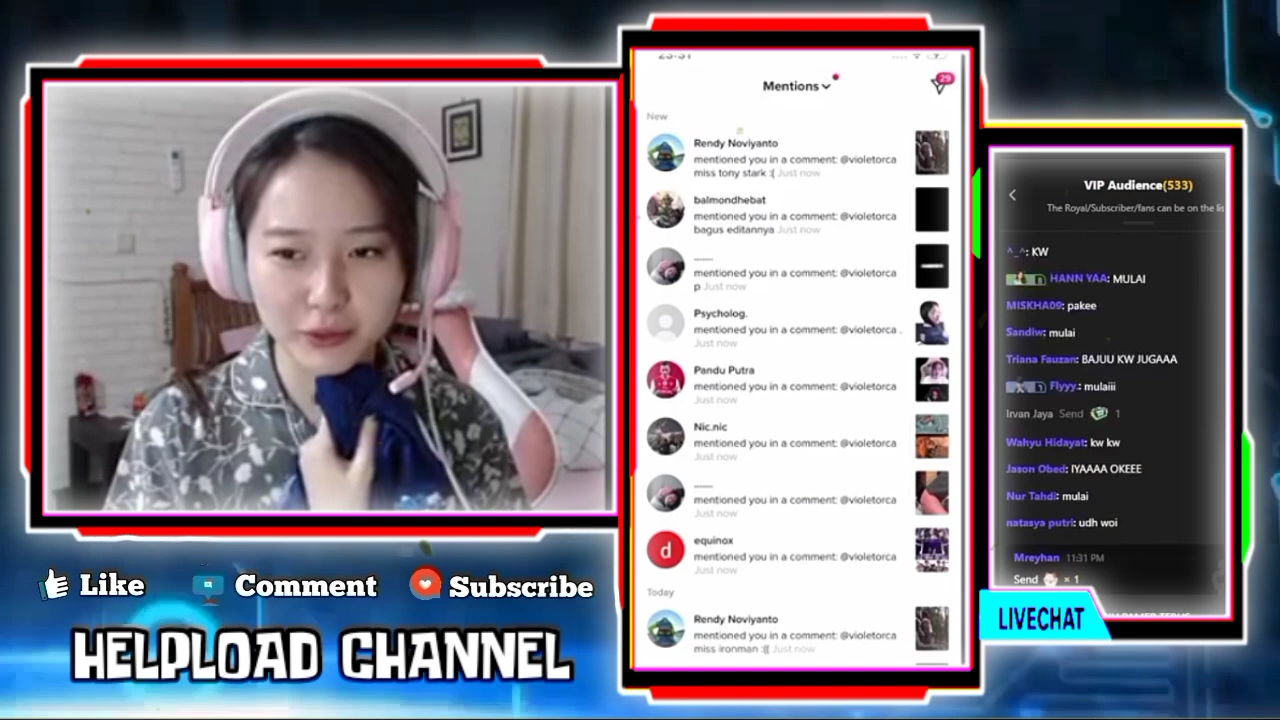 Mentions
29
New
Rendy Noviyanto
mentioned you in a comment: @violetorca
miss tony stark :( Just now
balmondhebat
mentioned you in a comment: @violetorca
bagus editannya Just now
mentioned you in a comment: @violetorca
p Just now
Psycholog.
mentioned you in a comment: @violetorca .
Just now
Pandu Putra
mentioned you in a comment: @violetorca
Just now
Nic.nic
mentioned you in a comment: @violetorca
Just now
mentioned you in a comment: @violetorca
Just now
d
equinox
mentioned you in a comment: @violetorca
Just now
Today
Rendy Noviyanto
mentioned you in a comment: @violetorca
miss ironman :(( Just now
VIP Audience(533)
The Royal/Subscriber/fans can be on the lis
^_^: KW
HANN YAA: MULAI
MISKHA09: pakee
Sandiw: mulai
Triana Fauzan: BAJUU KW JUGAAA
Flyyy.: mulaiii
Irvan Jaya Send 1
Wahyu Hidayat: kw kw
Jason Obed: IYAAAA OKEEE
Nur Tahdi: mulai
natasya putri: udh woi
Mreyhan 11:31 PM
Send × 1
LIVECHAT
Like Comment Subscribe
HELPLOAD CHANNEL